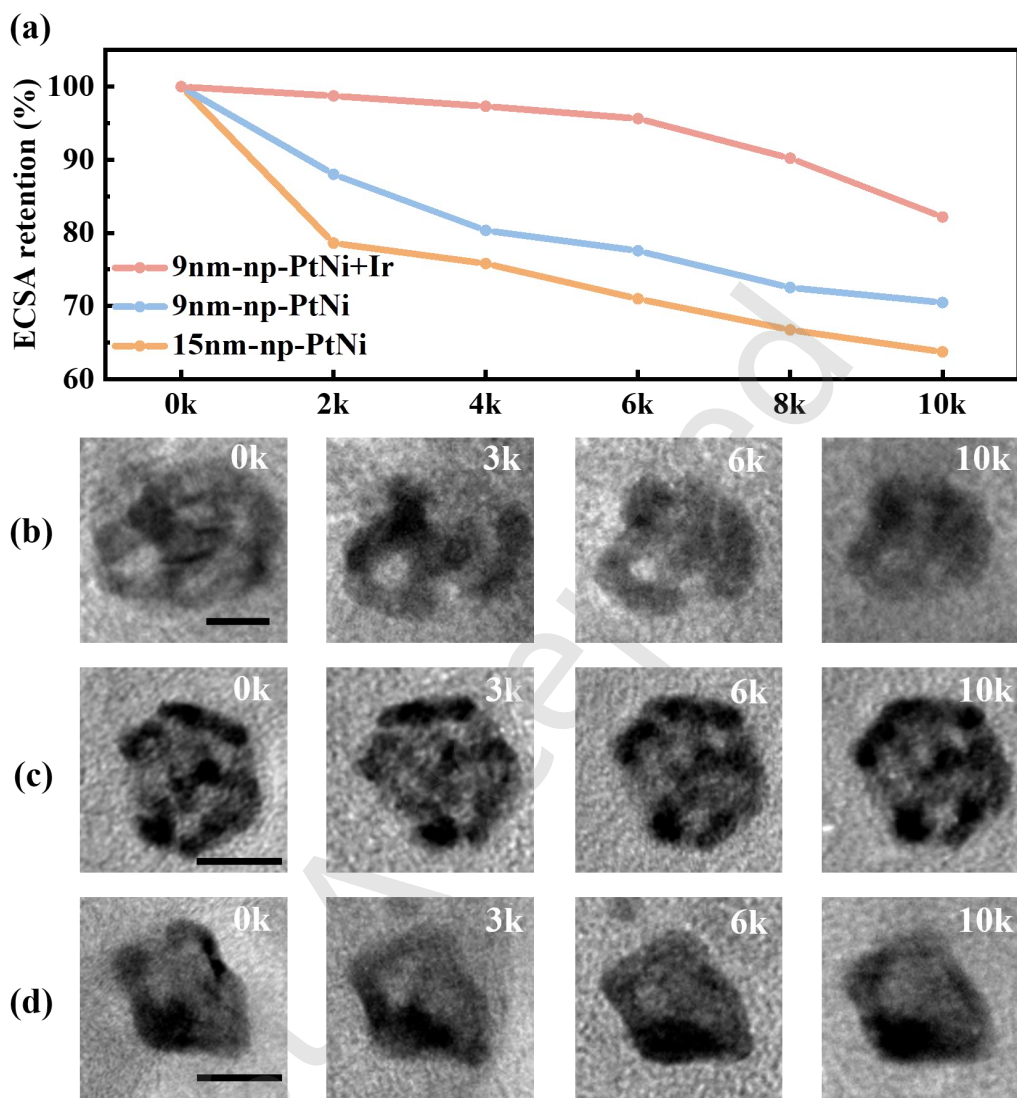 (a)
ECSA retention (%)
100
90
80
70
60
9nm-np-PtNi+Ir
9nm-np-PtNi
15nm-np-PtNi
0k 2k 4k 6k 8k 10k
(b)
0k 3k 6k 10k
(c)
0k 3k 6k 10k
(d)
0k 3k 6k 10k